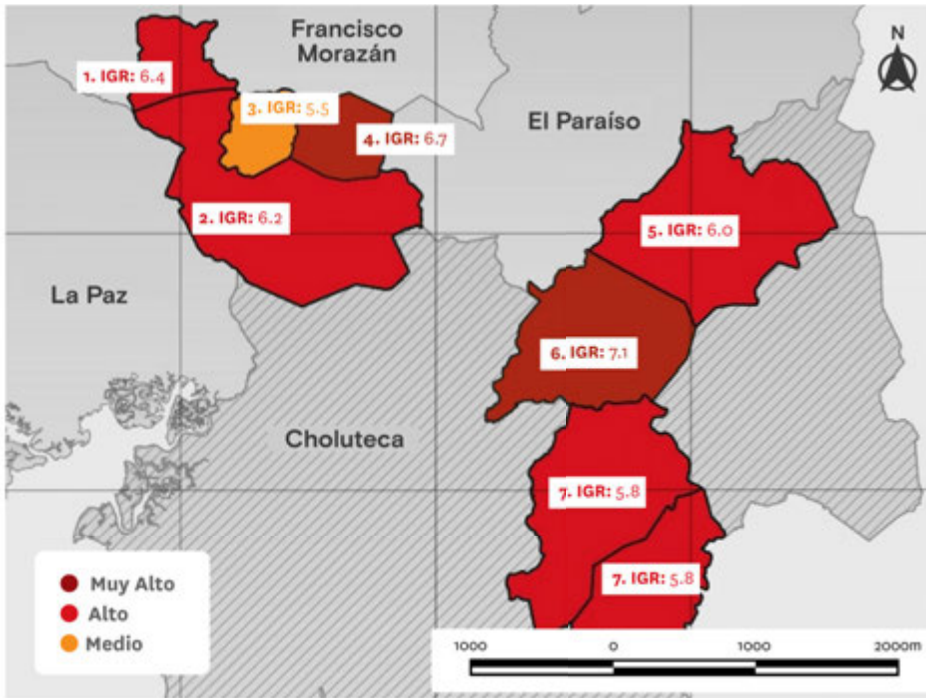 Francisco
Morazán
N
1. IGR: 6.4
3. IGR: 5.5
El Paraíso
4. IGR: 6.7
2. IGR: 6.2
5. IGR: 6.0
La Paz
6. IGR: 7.1
Choluteca
7. IGR: 5.8
7. IGR: 5.8
Muy Alto
Alto
Medio
1000 0 1000 2000m